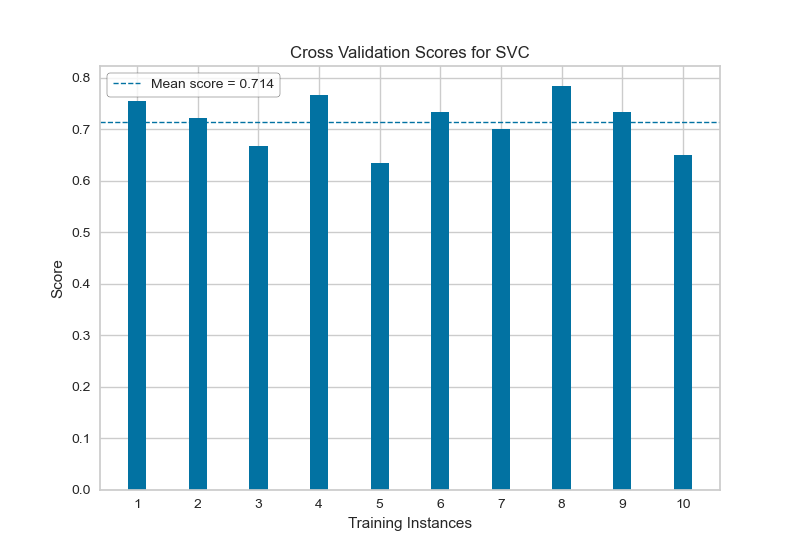 Cross Validation Scores for SVC
Mean score = 0.714
0.8
0.7
0.6
0.5
0.4
0.3
0.2
0.1
0.0
Score
1 2 3 4 5 6 7 8 9 10
Training Instances